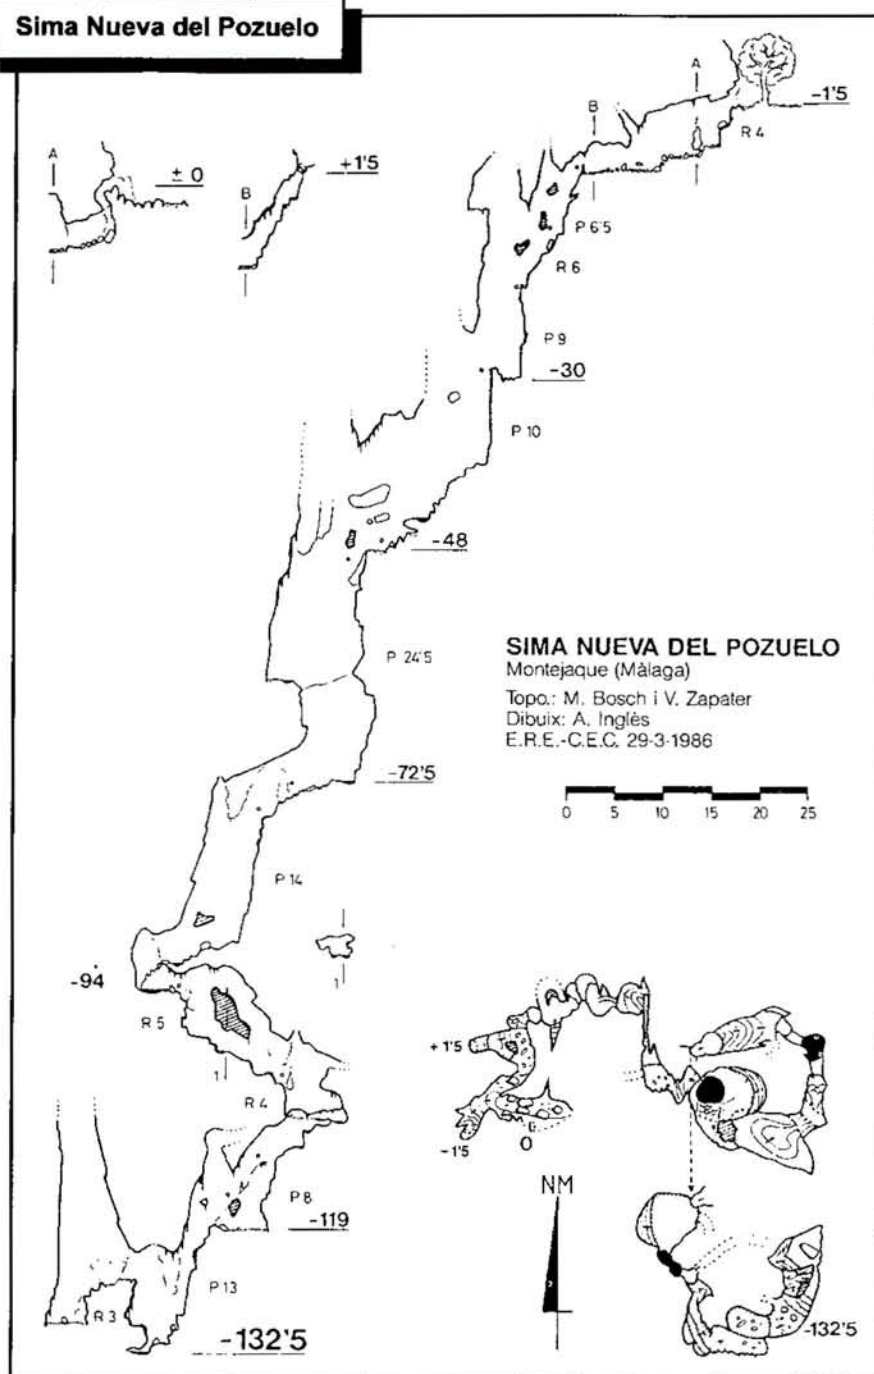 Sima Nueva del Pozuelo
A
-1'5
B
R 4
A
± 0
B
+1'5
P 6'5
R 6
P 9
-30
P 10
-48
P 24'5
SIMA NUEVA DEL POZUELO
Montejaque (Màlaga)
Topo.: M. Bosch i V. Zapater
Dibuix: A. Inglès
E.R.E.-C.E.C. 29-3-1986
-72'5
0 5 10 15 20 25
P 14
-94
1
R 5
1
R 4
P 8
-119
P 13
R 3
-132'5
+ 1'5
-1'5
0
NM
-132'5